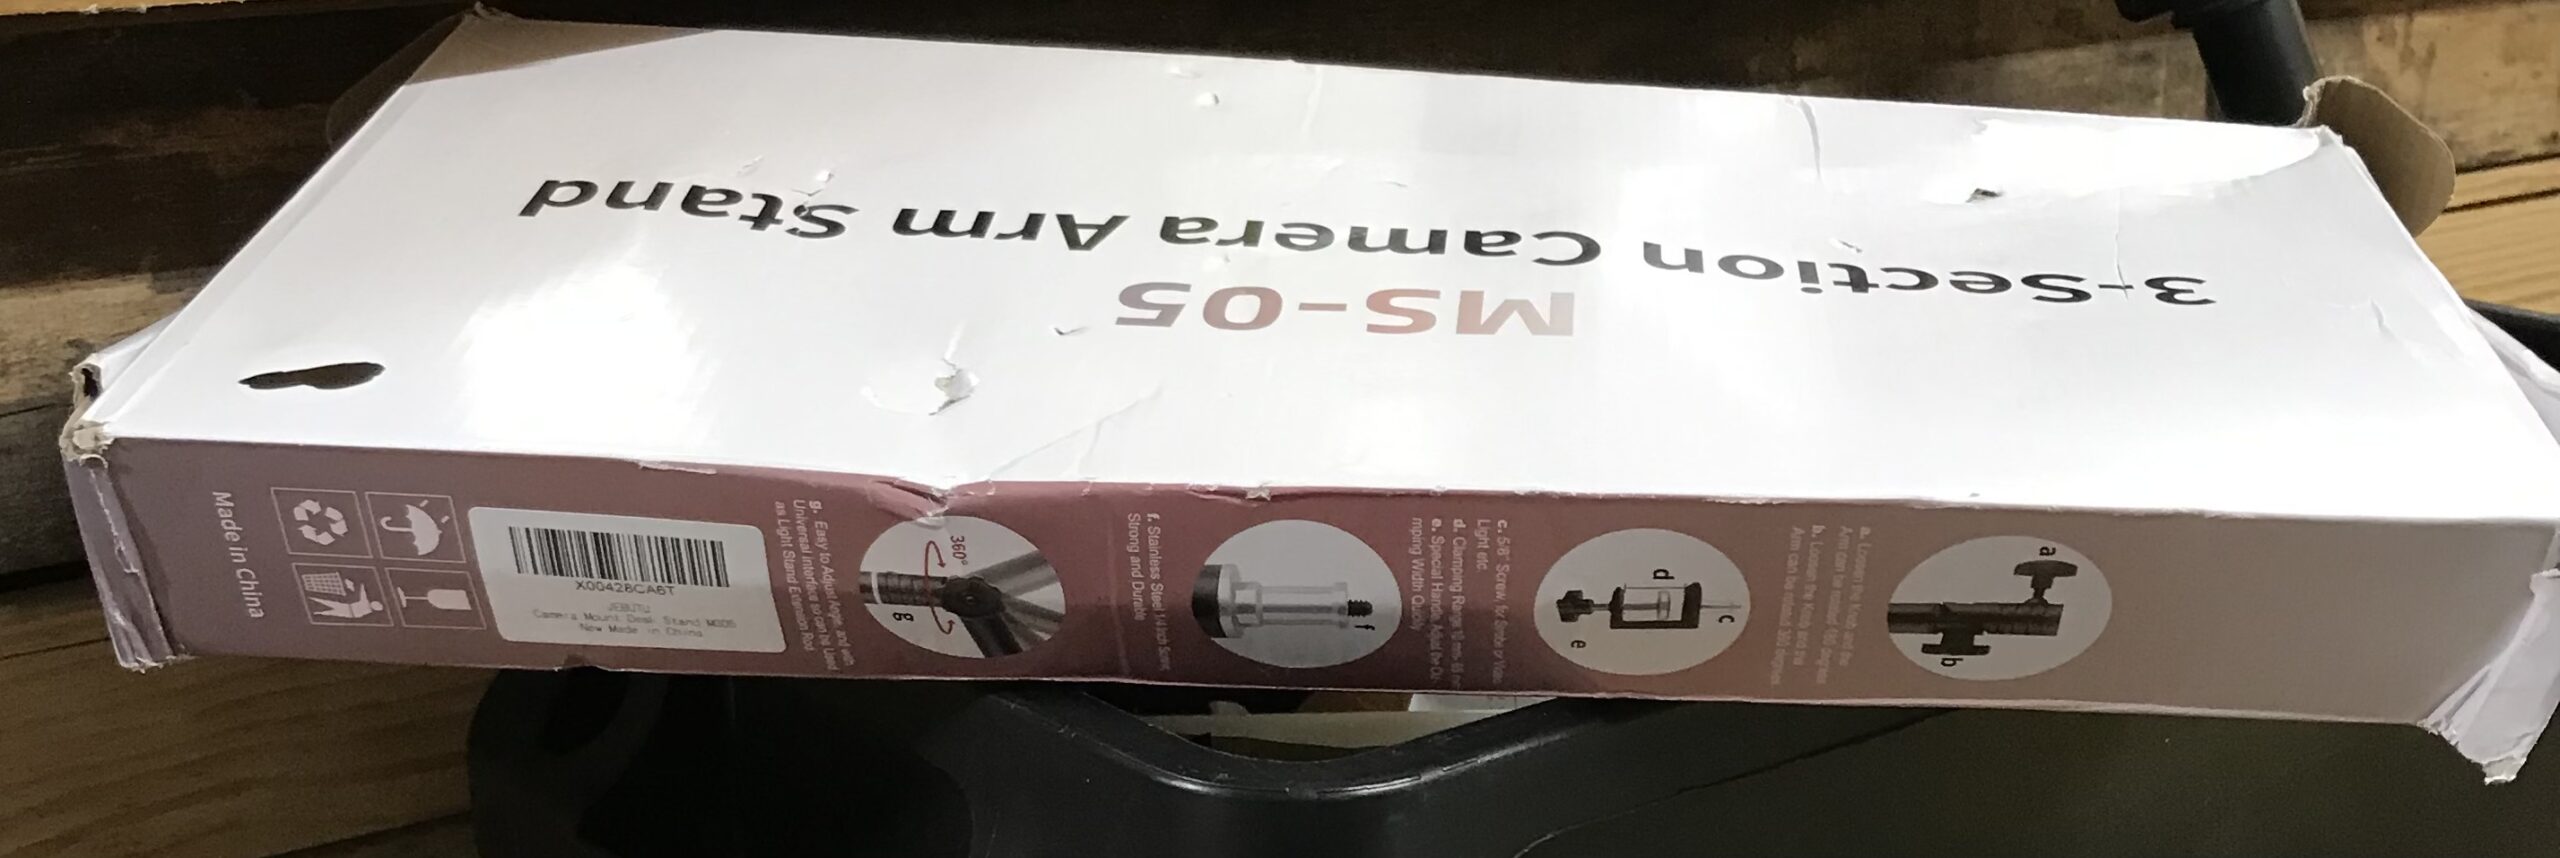 3-Section Camera Arm Stand
MS-05
a
b
a. Loosen the Knob and the
Arm can be rotated 180 degrees
b. Loosen the Knob and the
Arm can be rotated 360 degrees
c
d
e
c. 5/8" Screw, for Strobe or Video
Light etc.
d. Clamping Range
e. Special Handle, Adjust the Cla-
mping Width Quickly
f
f. Stainless Steel 1/4 Inch Screw,
Strong and Durable
360°
g
g. Easy to Adjust Angle, and with
Universal interface so can be Used
as Light Stand Extension Rod
X00428CA6T
JEBUTU
Camera Mount Desk Stand MS05
New Made in China
Made in China